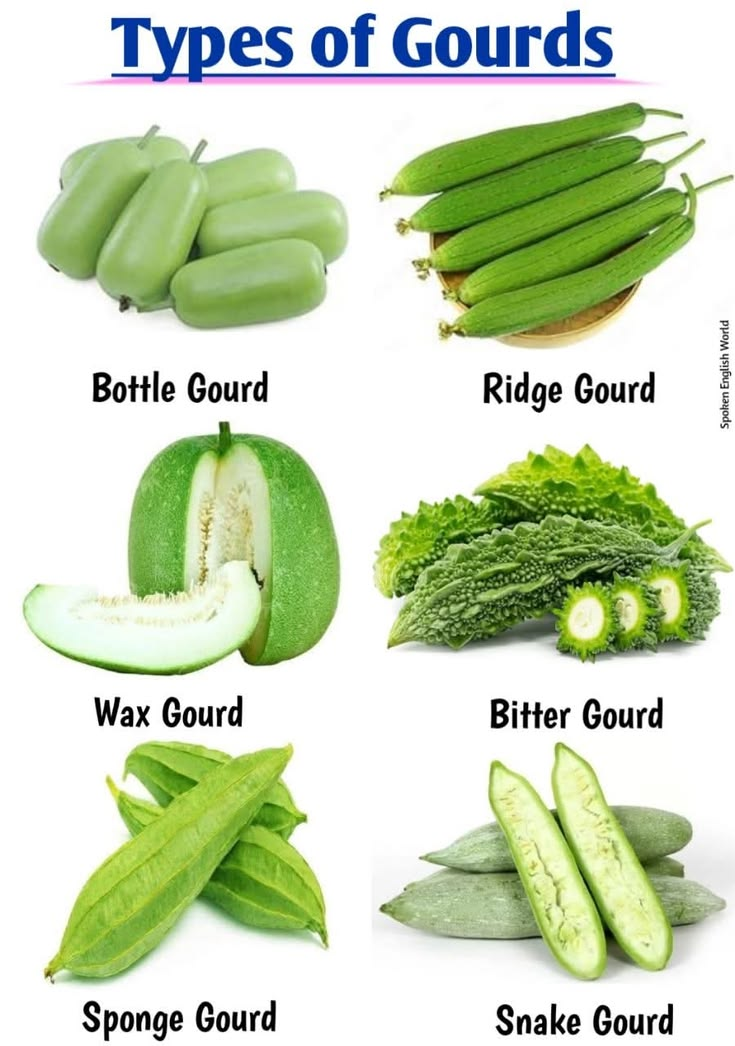 Types of Gourds
Bottle Gourd
Ridge Gourd
Spoken English World
Wax Gourd
Bitter Gourd
Sponge Gourd
Snake Gourd